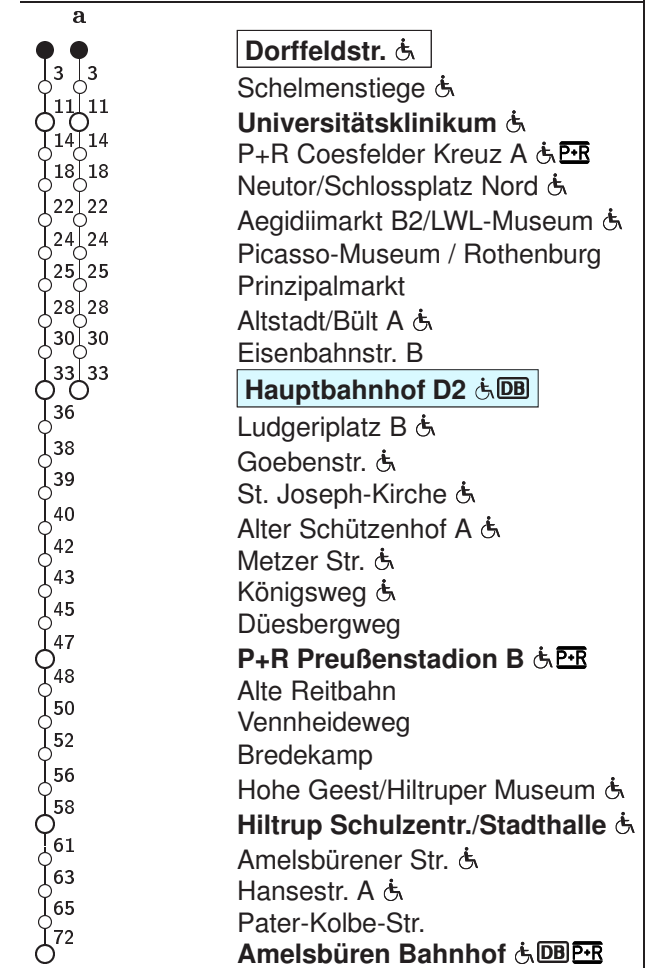 a
Dorffeldstr.
3 3 Schelmenstiege
11 11 Universitätsklinikum
14 14 P+R Coesfelder Kreuz A P+R
18 18 Neutor/Schlossplatz Nord
22 22 Aegidiimarkt B2/LWL-Museum
24 24 Picasso-Museum / Rothenburg
25 25 Prinzipalmarkt
28 28 Altstadt/Bült A
30 30 Eisenbahnstr. B
33 33 Hauptbahnhof D2 DB
36 Ludgeriplatz B
38 Goebenstr.
39 St. Joseph-Kirche
40 Alter Schützenhof A
42 Metzer Str.
43 Königsweg
45 Düesbergweg
47 P+R Preußenstadion B P+R
48 Alte Reitbahn
50 Vennheideweg
52 Bredekamp
56 Hohe Geest/Hiltruper Museum
58 Hiltrup Schulzentr./Stadthalle
61 Amelsbürener Str.
63 Hansestr. A
65 Pater-Kolbe-Str.
72 Amelsbüren Bahnhof DB P+R